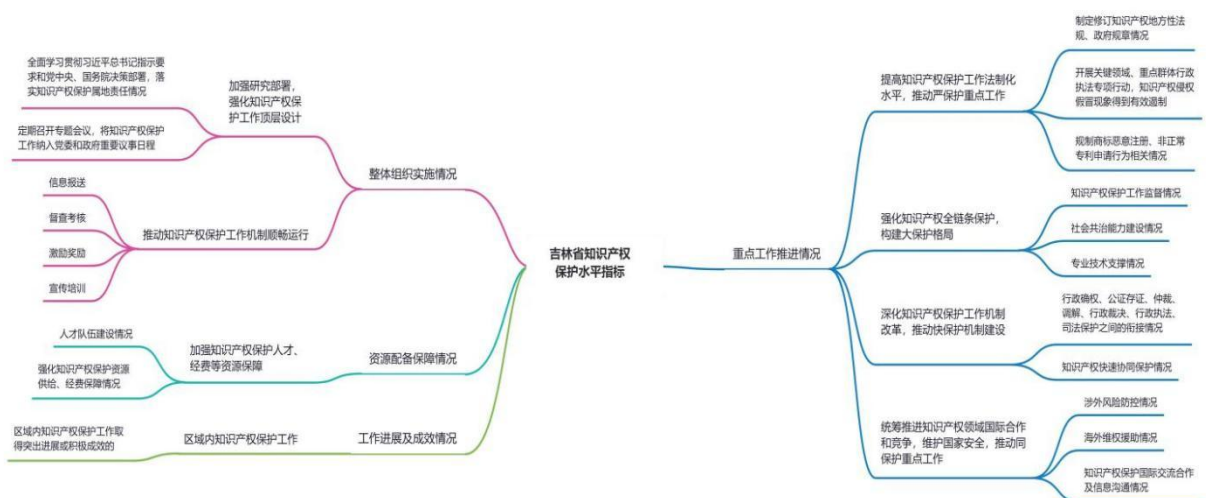 吉林省知识产权
保护水平指标
整体组织实施情况
加强研究部署，
强化知识产权保
护工作顶层设计
全面学习贯彻习近平总书记指示要
求和党中央、国务院决策部署，落
实知识产权保护属地责任情况
定期召开专题会议，将知识产权保护
工作纳入党委和政府重要议事日程
推动知识产权保护工作机制顺畅运行
信息报送
督查考核
激励奖励
宣传培训
资源配备保障情况
加强知识产权保护人才、
经费等资源保障
人才队伍建设情况
强化知识产权保护资源
供给、经费保障情况
工作进展及成效情况
区域内知识产权保护工作
区域内知识产权保护工作取
得突出进展或积极成效的
重点工作推进情况
提高知识产权保护工作法制化
水平，推动严保护重点工作
制定修订知识产权地方性法
规、政府规章情况
开展关键领域、重点群体行政
执法专项行动，知识产权侵权
假冒现象得到有效遏制
规制商标恶意注册、非正常
专利申请行为相关情况
强化知识产权全链条保护，
构建大保护格局
知识产权保护工作监督情况
社会共治能力建设情况
专业技术支撑情况
深化知识产权保护工作机制
改革，推动快保护机制建设
行政确权、公证存证、仲裁、
调解、行政裁决、行政执法、
司法保护之间的衔接情况
知识产权快速协同保护情况
统筹推进知识产权领域国际合作
和竞争，维护国家安全，推动同
保护重点工作
涉外风险防控情况
海外维权援助情况
知识产权保护国际交流合作
及信息沟通情况